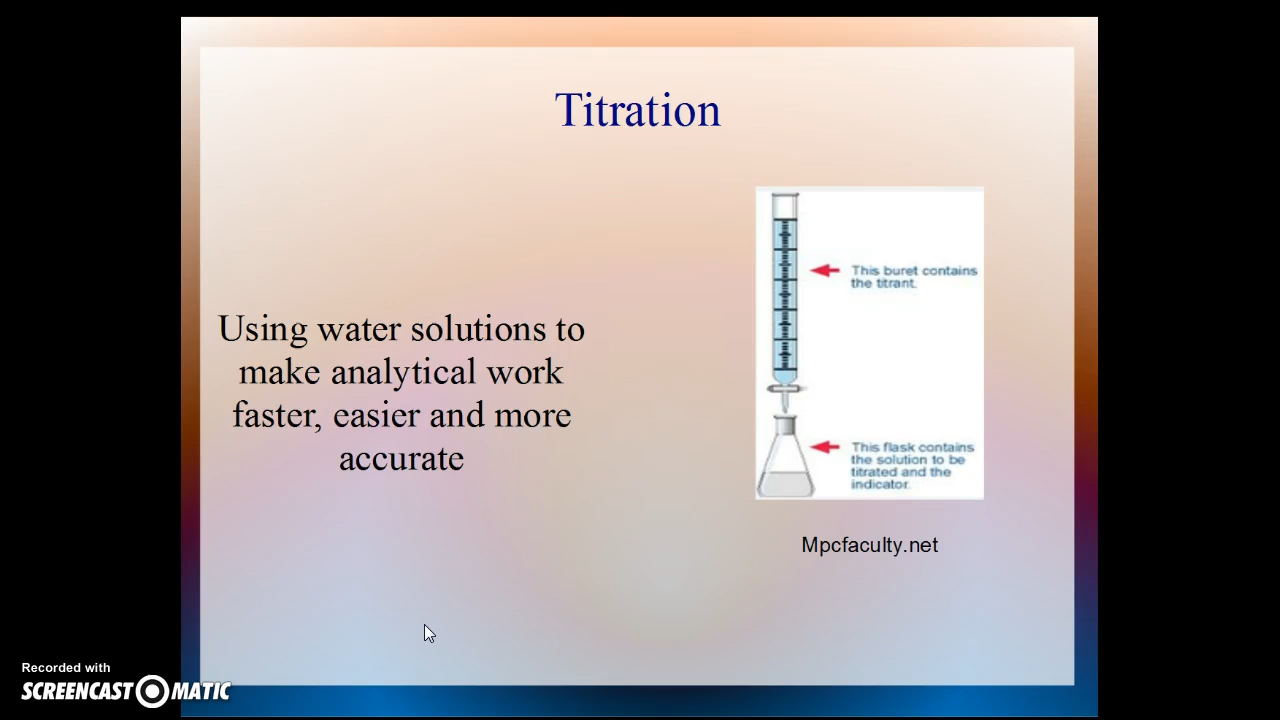 Titration
Using water solutions to
make analytical work
faster, easier and more
accurate
This buret contains
the titrant.
This flask contains
the solution to be
titrated and the
indicator.
Mpcfaculty.net
Recorded with
SCREENCAST O MATIC